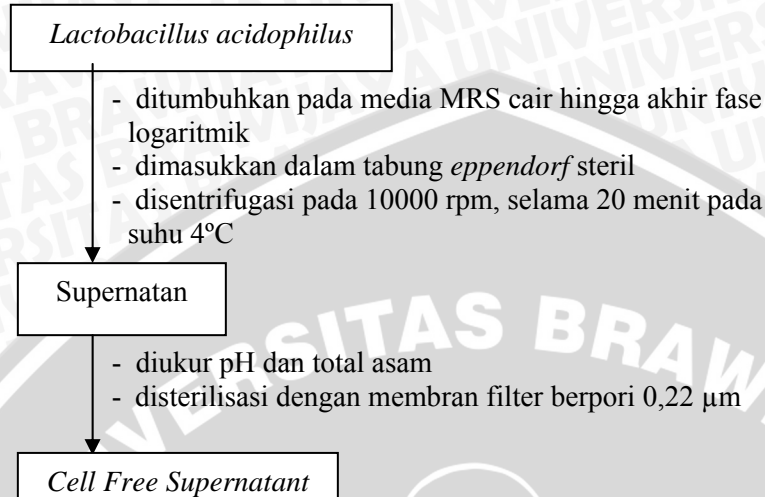 Lactobacillus acidophilus
- ditumbuhkan pada media MRS cair hingga akhir fase
logaritmik
- dimasukkan dalam tabung eppendorf steril
- disentrifugasi pada 10000 rpm, selama 20 menit pada
suhu 4ºC
Supernatan
- diukur pH dan total asam
- disterilisasi dengan membran filter berpori 0,22 µm
Cell Free Supernatant